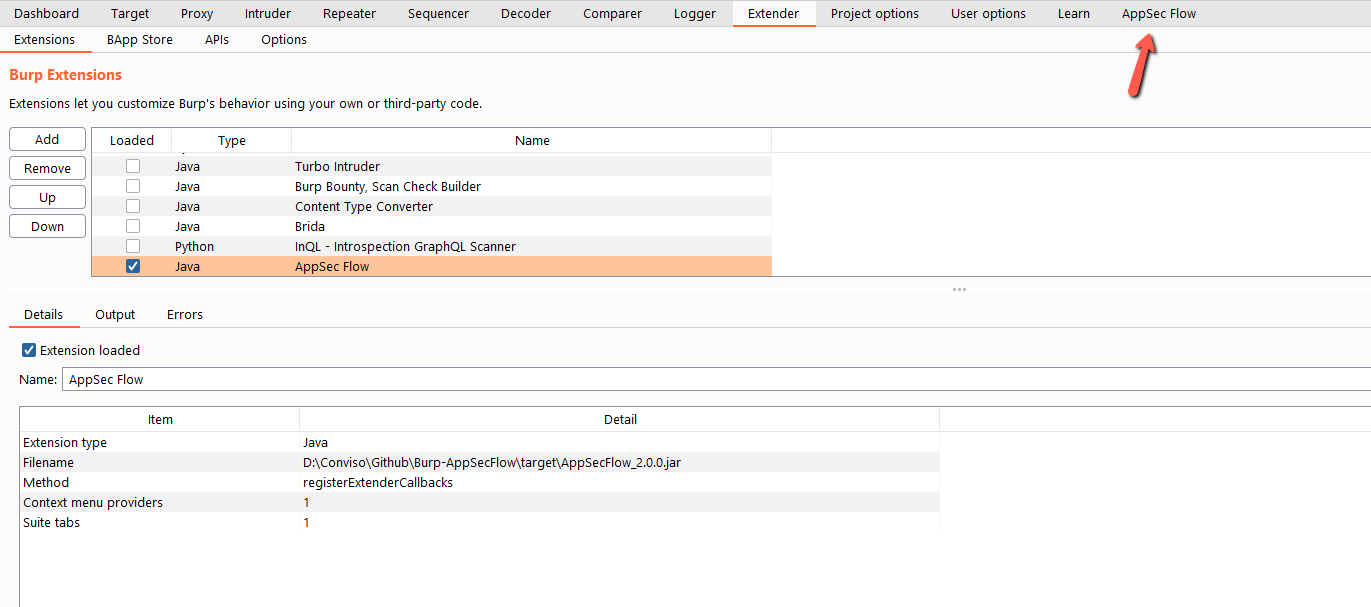 Dashboard Target Proxy Intruder Repeater Sequencer Decoder Comparer Logger Extender Project options User options Learn AppSec Flow
Extensions BApp Store APIs Options
Burp Extensions
Extensions let you customize Burp's behavior using your own or third-party code.
Add
Remove
Up
Down
Loaded Type Name
Java Turbo Intruder
Java Burp Bounty, Scan Check Builder
Java Content Type Converter
Java Brida
Python InQL - Introspection GraphQL Scanner
Java AppSec Flow
Details Output Errors
Extension loaded
Name: AppSec Flow
Item Detail
Extension type Java
Filename D:\Conviso\Github\Burp-AppSecFlow\target\AppSecFlow_2.0.0.jar
Method registerExtenderCallbacks
Context menu providers 1
Suite tabs 1